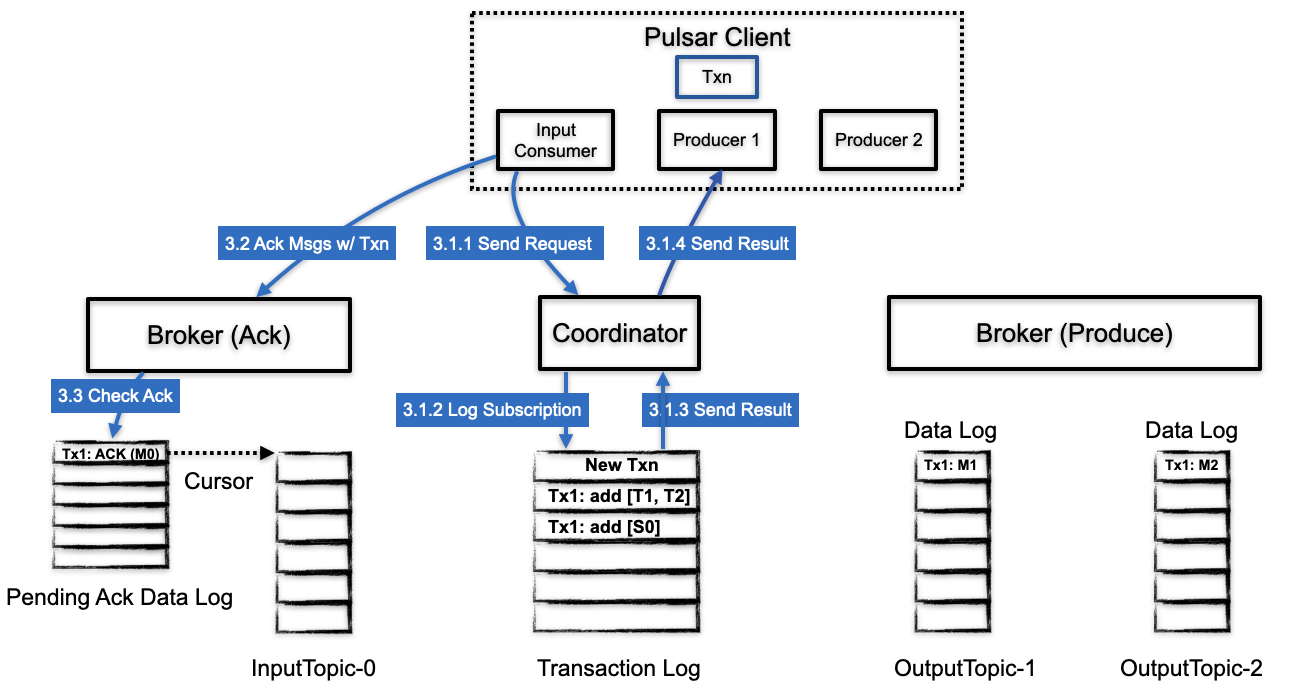 Pulsar Client
Txn
Input
Consumer
Producer 1
Producer 2
3.2 Ack Msgs w/ Txn
3.1.1 Send Request
3.1.4 Send Result
Broker (Ack)
Coordinator
Broker (Produce)
3.3 Check Ack
3.1.2 Log Subscription
3.1.3 Send Result
Data Log
Data Log
Tx1: ACK (M0)
Cursor
New Txn
Tx1: add [T1, T2]
Tx1: add [S0]
Tx1: M1
Tx1: M2
Pending Ack Data Log
InputTopic-0
Transaction Log
OutputTopic-1
OutputTopic-2